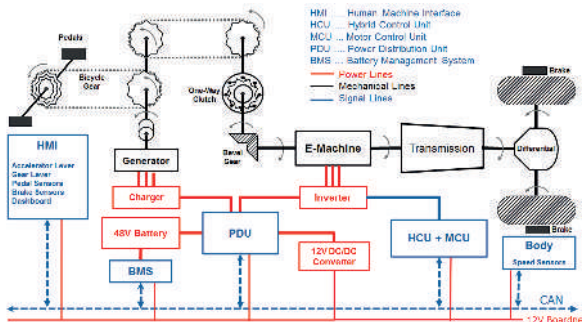 HMI .... Human Machine Interface
HCU ... Hybrid Control Unit
MCU ... Motor Control Unit
PDU ... Power Distribution Unit
BMS ... Battery Management System
Power Lines
Mechanical Lines
Signal Lines
Pedals
Bicycle
Gear
One-Way
Clutch
Brake
HMI
Accelerator Lever
Gear Lever
Pedal Sensors
Brake Sensors
Dashboard
Generator
Bevel
Gear
E-Machine
Transmission
Differential
Charger
Inverter
48V Battery
PDU
HCU + MCU
12V DC/DC
Converter
BMS
Brake
Body
Speed Sensors
CAN
12V Boardne